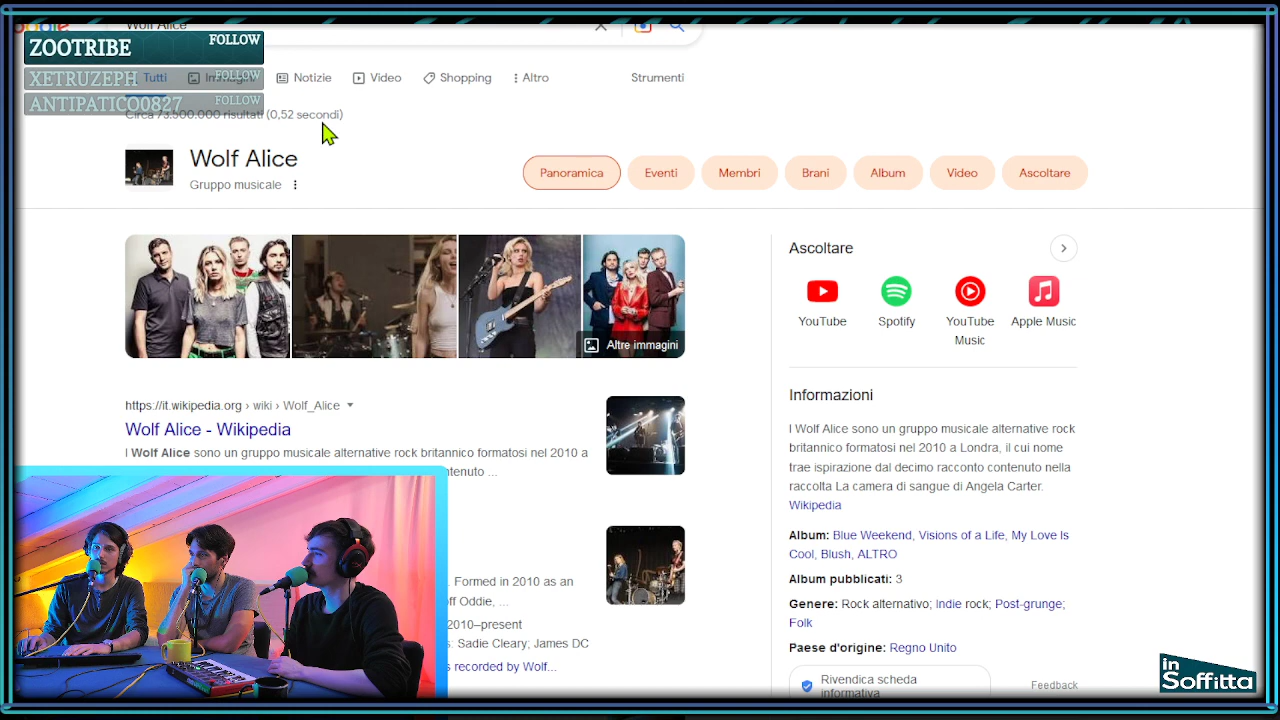 Wolf Alice
ZOOTRIBE FOLLOW
XETRUZEPH FOLLOW
ANTIPATICO0827 FOLLOW
Tutti Immagini Notizie Video Shopping Altro Strumenti
Circa 73.500.000 risultati (0,52 secondi)
Wolf Alice
Gruppo musicale
Panoramica Eventi Membri Brani Album Video Ascoltare
Altre immagini
https://it.wikipedia.org › wiki › Wolf_Alice
Wolf Alice - Wikipedia
I Wolf Alice sono un gruppo musicale alternative rock britannico formatosi nel 2010 a
...
. Formed in 2010 as an
off Oddie, ...
2010–present
: Sadie Cleary; James DC
recorded by Wolf...
Ascoltare
YouTube Spotify YouTube Music Apple Music
Informazioni
I Wolf Alice sono un gruppo musicale alternative rock
britannico formatosi nel 2010 a Londra, il cui nome
trae ispirazione dal decimo racconto contenuto nella
raccolta La camera di sangue di Angela Carter.
Wikipedia
Album: Blue Weekend, Visions of a Life, My Love Is
Cool, Blush, ALTRO
Album pubblicati: 3
Genere: Rock alternativo; Indie rock; Post-grunge;
Folk
Paese d'origine: Regno Unito
Rivendica scheda
informativa
Feedback
in
Soffitta